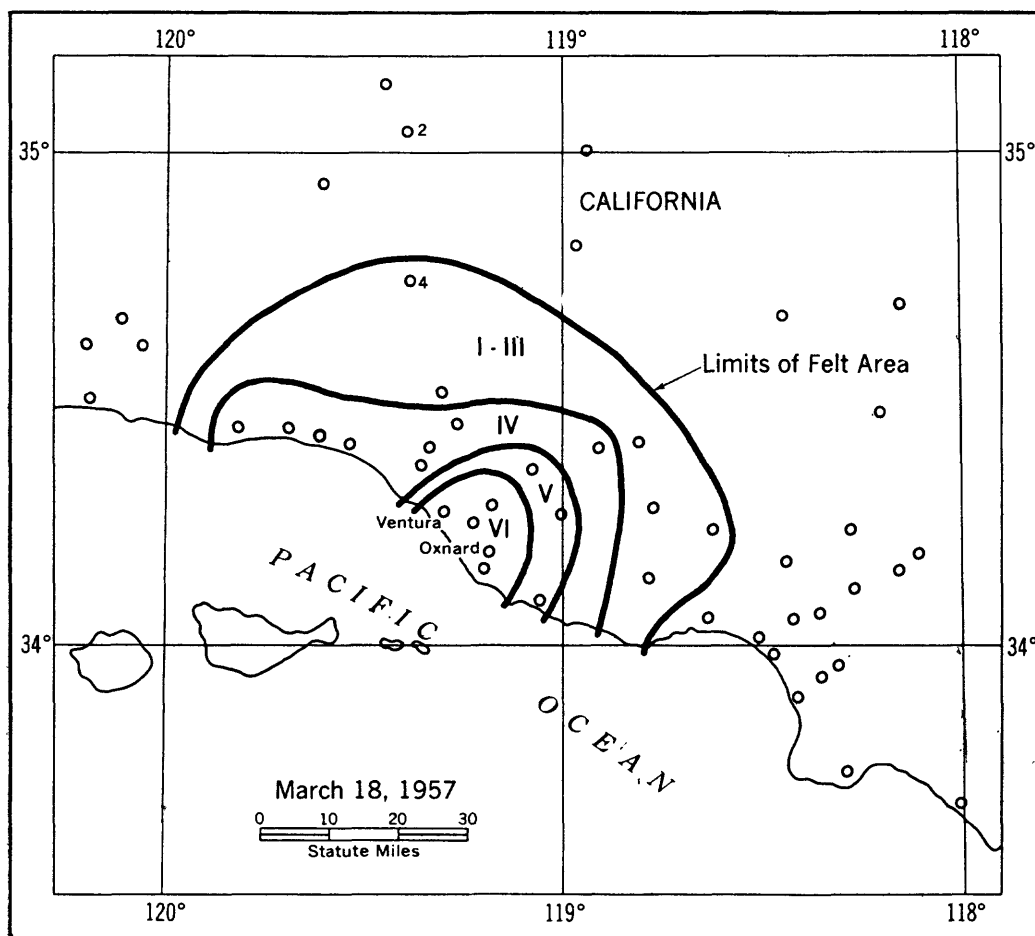 120° 119° 118°
2
35° 35°
CALIFORNIA
4
I - III
Limits of Felt Area
IV
V
Ventura VI
Oxnard
PACIFIC
34° 34°
OCEAN
March 18, 1957
0 10 20 30
Statute Miles
120° 119° 118°